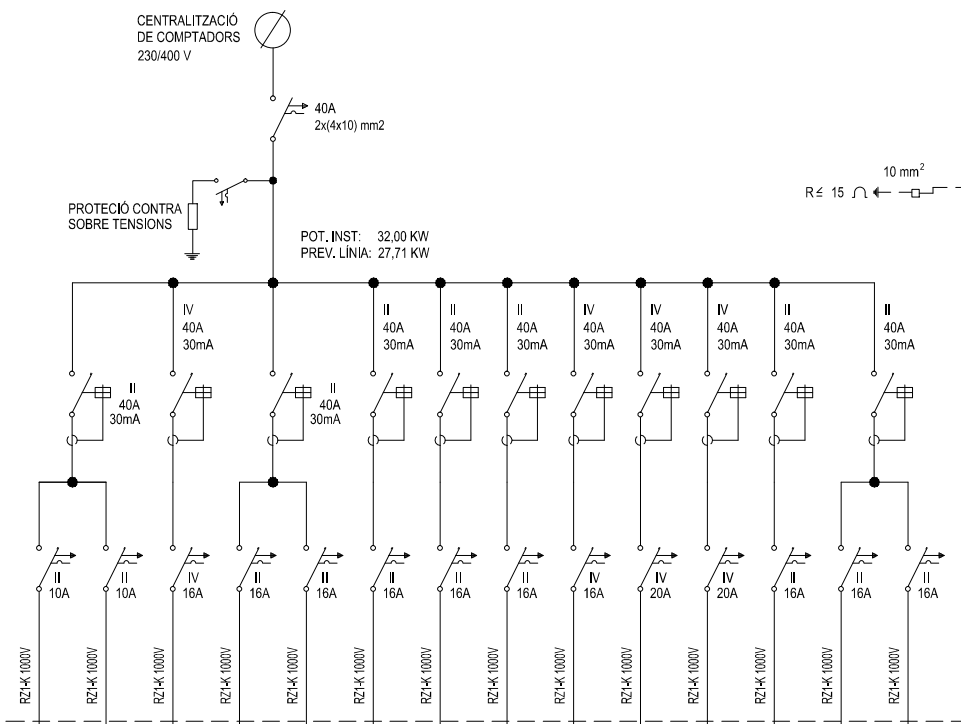 CENTRALITZACIÓ
DE COMPTADORS
230/400 V
40A
2x(4x10) mm2
PROTECIÓ CONTRA
SOBRE TENSIONS
10 mm²
R≤ 15 Ω
POT. INST: 32,00 KW
PREV. LÍNIA: 27,71 KW
IV II II II IV IV IV II II
40A 40A 40A 40A 40A 40A 40A 40A 40A
30mA 30mA 30mA 30mA 30mA 30mA 30mA 30mA 30mA
II II
40A 40A
30mA 30mA
II II IV II II II II II IV IV IV II II II
10A 10A 16A 16A 16A 16A 16A 16A 16A 20A 20A 16A 16A 16A
RZ1-K 1000V RZ1-K 1000V RZ1-K 1000V RZ1-K 1000V RZ1-K 1000V RZ1-K 1000V RZ1-K 1000V RZ1-K 1000V RZ1-K 1000V RZ1-K 1000V RZ1-K 1000V RZ1-K 1000V RZ1-K 1000V RZ1-K 1000V